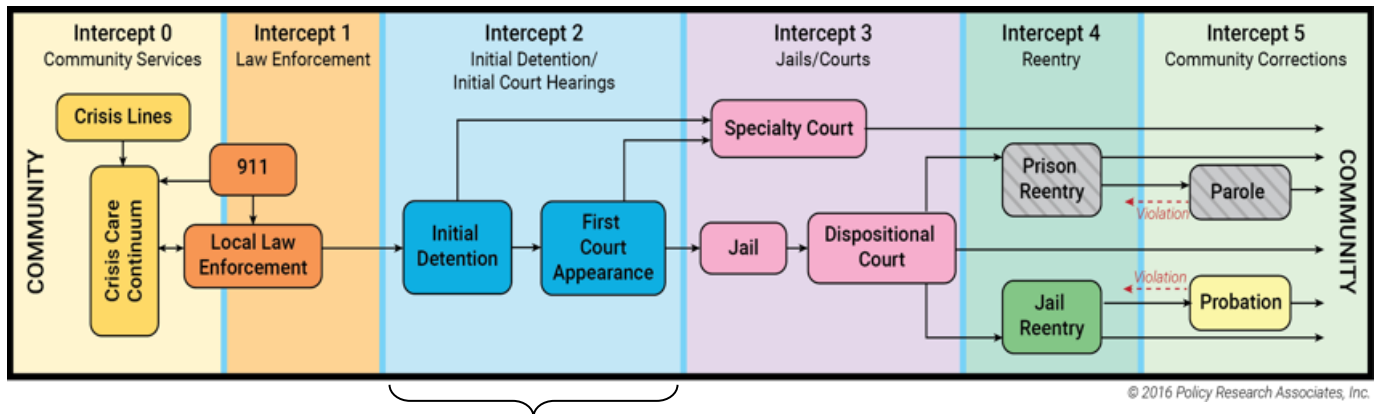 Intercept 0
Community Services
Intercept 1
Law Enforcement
Intercept 2
Initial Detention/
Initial Court Hearings
Intercept 3
Jails/Courts
Intercept 4
Reentry
Intercept 5
Community Corrections
COMMUNITY
Crisis Lines
Crisis Care
Continuum
911
Local Law
Enforcement
Initial
Detention
First
Court
Appearance
Specialty Court
Jail
Dispositional
Court
Prison
Reentry
Parole
Violation
Jail
Reentry
Violation
Probation
COMMUNITY
© 2016 Policy Research Associates, Inc.